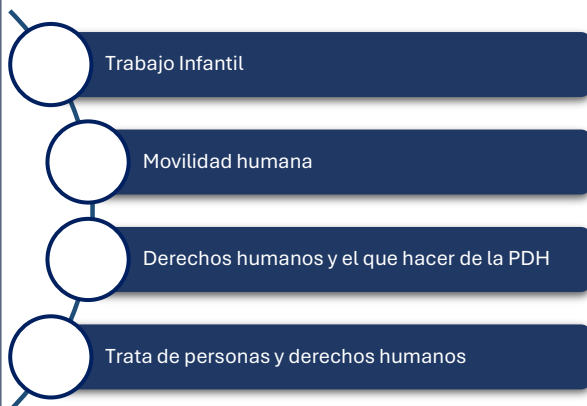 Trabajo Infantil
Movilidad humana
Derechos humanos y el que hacer de la PDH
Trata de personas y derechos humanos